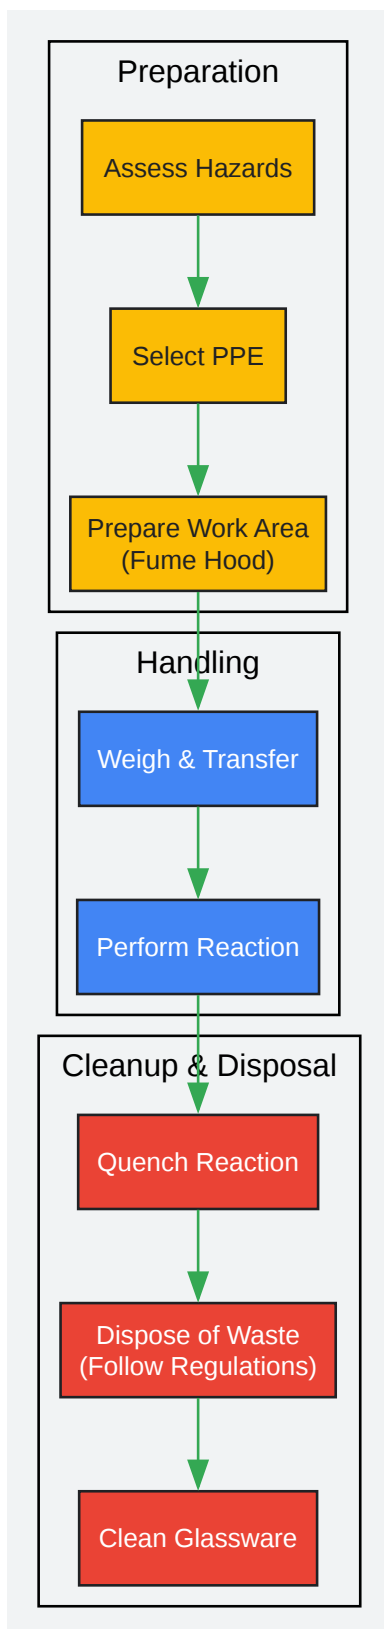 Preparation
Assess Hazards
Select PPE
Prepare Work Area
(Fume Hood)
Handling
Weigh & Transfer
Perform Reaction
Cleanup & Disposal
Quench Reaction
Dispose of Waste
(Follow Regulations)
Clean Glassware